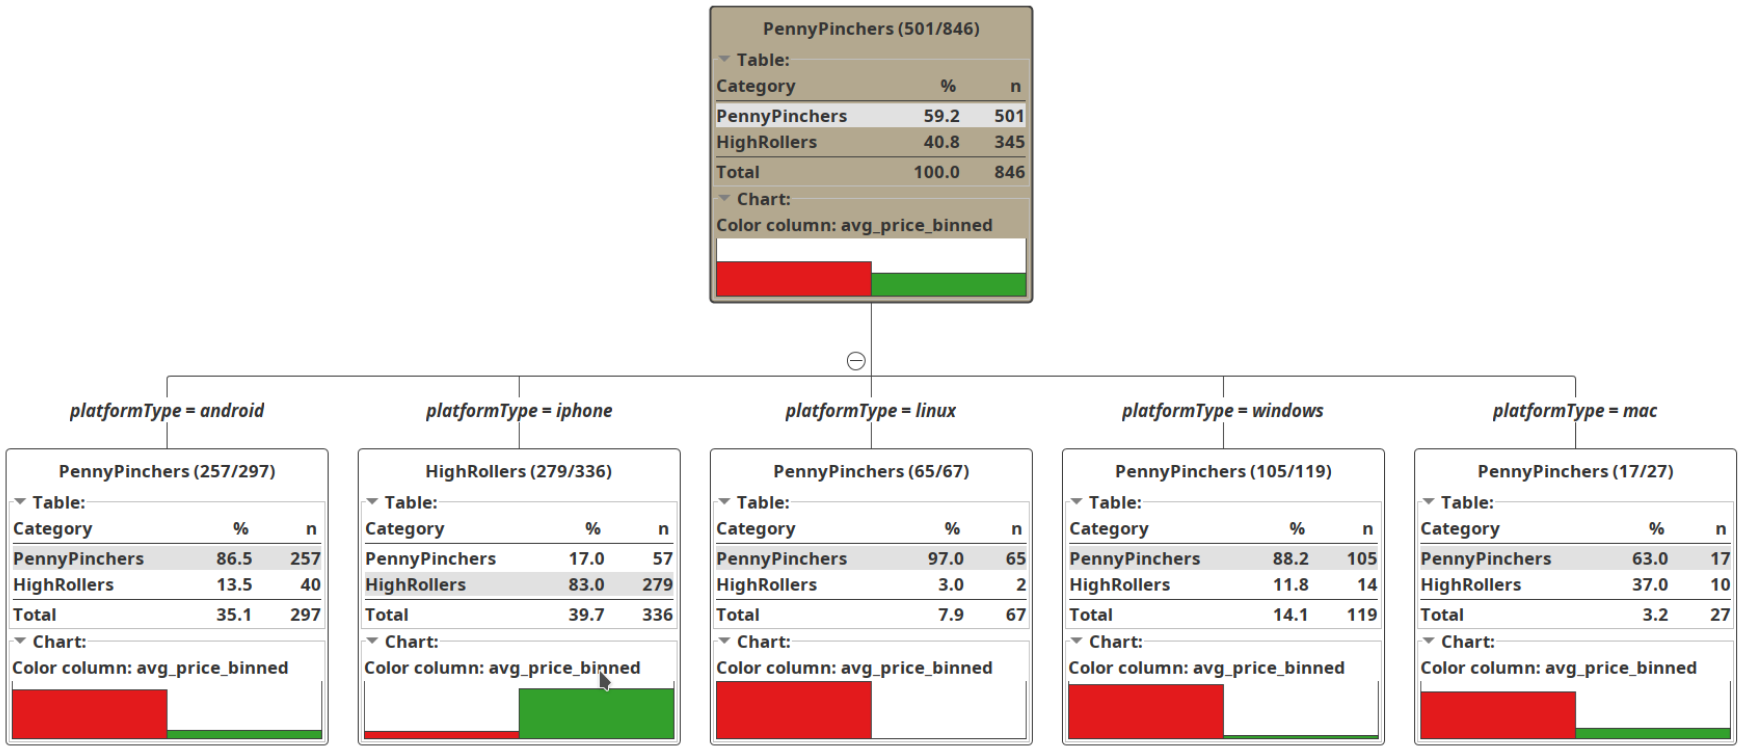 PennyPinchers (501/846)
Table:
Category % n
PennyPinchers 59.2 501
HighRollers 40.8 345
Total 100.0 846
Chart:
Color column: avg_price_binned
platformType = android
platformType = iphone
platformType = linux
platformType = windows
platformType = mac
PennyPinchers (257/297)
Table:
Category % n
PennyPinchers 86.5 257
HighRollers 13.5 40
Total 35.1 297
Chart:
Color column: avg_price_binned
HighRollers (279/336)
Table:
Category % n
PennyPinchers 17.0 57
HighRollers 83.0 279
Total 39.7 336
Chart:
Color column: avg_price_binned
PennyPinchers (65/67)
Table:
Category % n
PennyPinchers 97.0 65
HighRollers 3.0 2
Total 7.9 67
Chart:
Color column: avg_price_binned
PennyPinchers (105/119)
Table:
Category % n
PennyPinchers 88.2 105
HighRollers 11.8 14
Total 14.1 119
Chart:
Color column: avg_price_binned
PennyPinchers (17/27)
Table:
Category % n
PennyPinchers 63.0 17
HighRollers 37.0 10
Total 3.2 27
Chart:
Color column: avg_price_binned